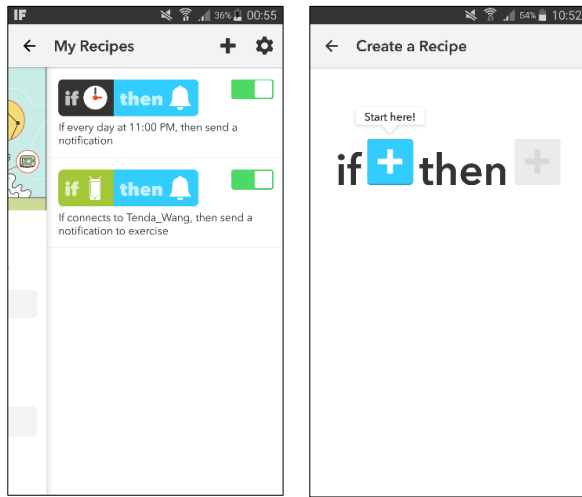 IF 36% 00:55
My Recipes
if then
If every day at 11:00 PM, then send a
notification
if then
If connects to Tenda_Wang, then send a
notification to exercise
54% 10:52
Create a Recipe
Start here!
if + then +